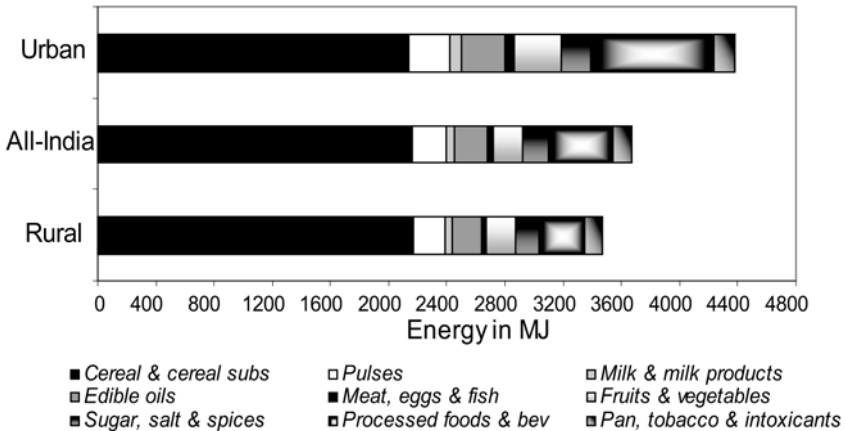 Urban
All-India
Rural
0 400 800 1200 1600 2000 2400 2800 3200 3600 4000 4400 4800
Energy in MJ
Cereal & cereal subs Pulses Milk & milk products
Edible oils Meat, eggs & fish Fruits & vegetables
Sugar, salt & spices Processed foods & bev Pan, tobacco & intoxicants